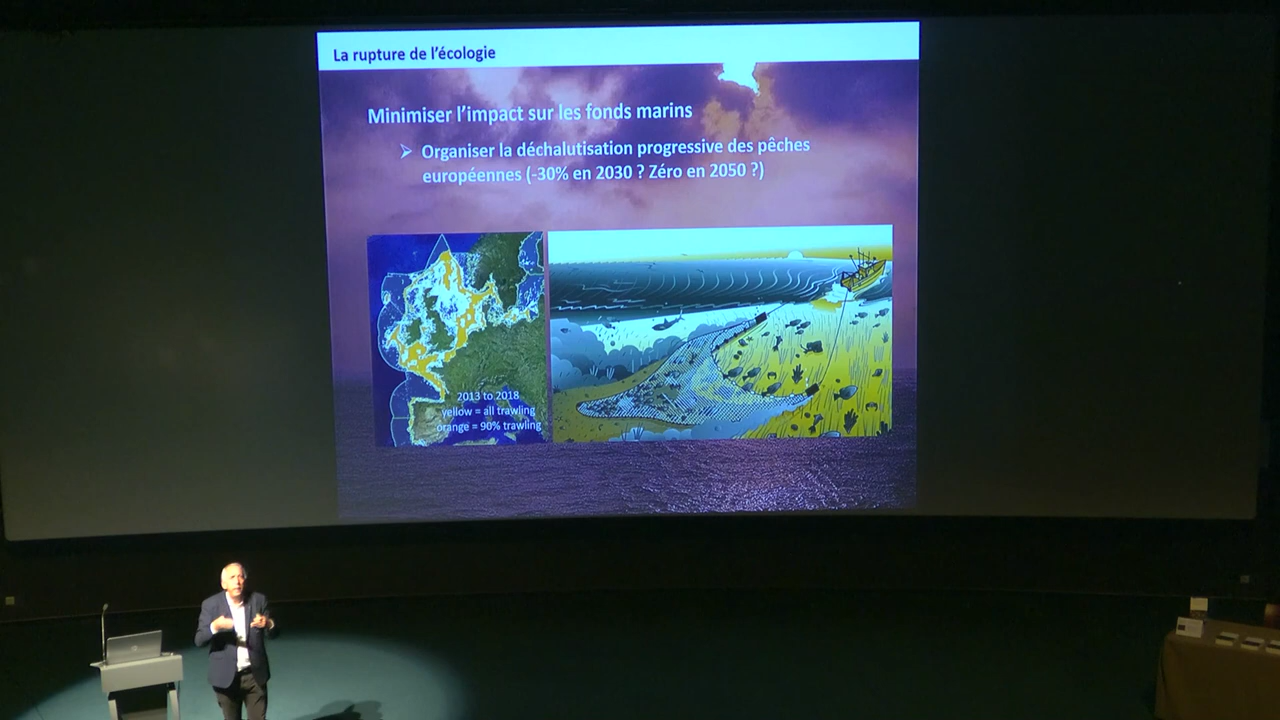 La rupture de l'écologie
Minimiser l'impact sur les fonds marins
➢ Organiser la déchalutisation progressive des pêches
européennes (-30% en 2030 ? Zéro en 2050 ?)
2013 to 2018
yellow = all trawling
orange = 90% trawling